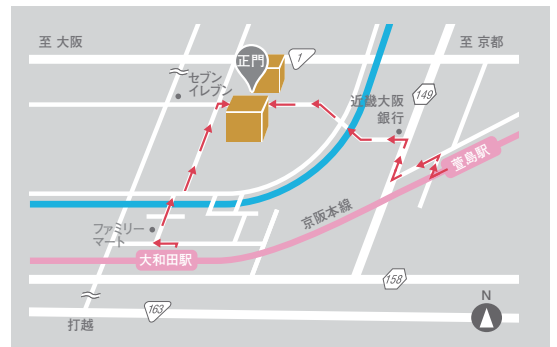 至 大阪
至 京都
正門
1
セブン
イレブン
近畿大阪
銀行
149
萱島駅
京阪本線
ファミリー
マート
大和田駅
158
163
打越
N